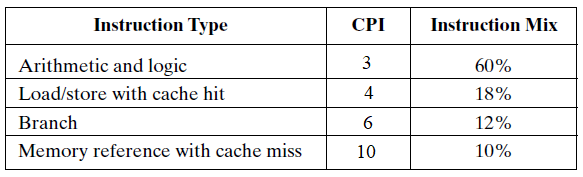 Instruction Type CPI Instruction Mix
Arithmetic and logic 3 60%
Load/store with cache hit 4 18%
Branch 6 12%
Memory reference with cache miss 10 10%